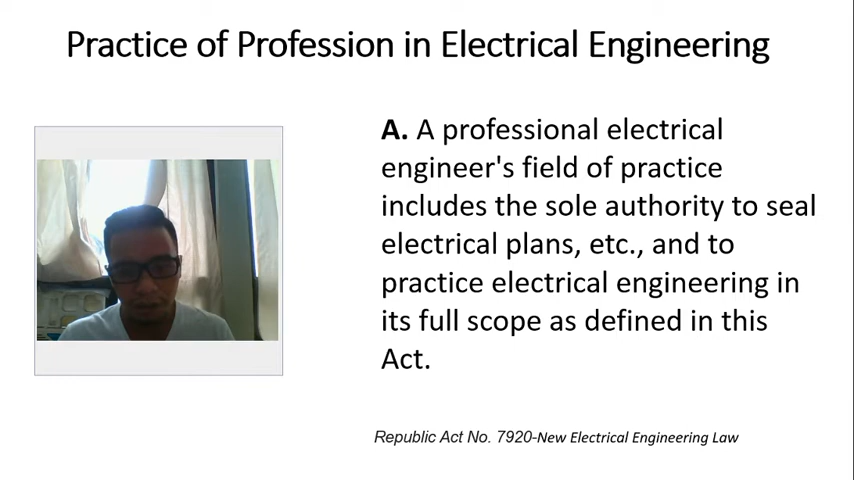 Practice of Profession in Electrical Engineering
A. A professional electrical
engineer's field of practice
includes the sole authority to seal
electrical plans, etc., and to
practice electrical engineering in
its full scope as defined in this
Act.
Republic Act No. 7920-New Electrical Engineering Law